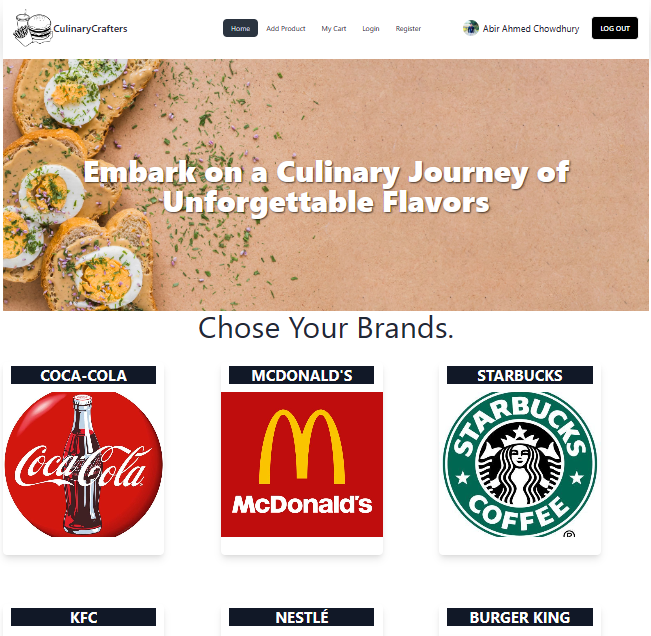 CulinaryCrafters
Home
Add Product
My Cart
Login
Register
Abir Ahmed Chowdhury
LOG OUT
Embark on a Culinary Journey of
Unforgettable Flavors
Chose Your Brands.
COCA-COLA
MCDONALD'S
STARBUCKS
Coca-Cola
McDonald's
STARBUCKS
COFFEE
®
KFC
NESTLÉ
BURGER KING